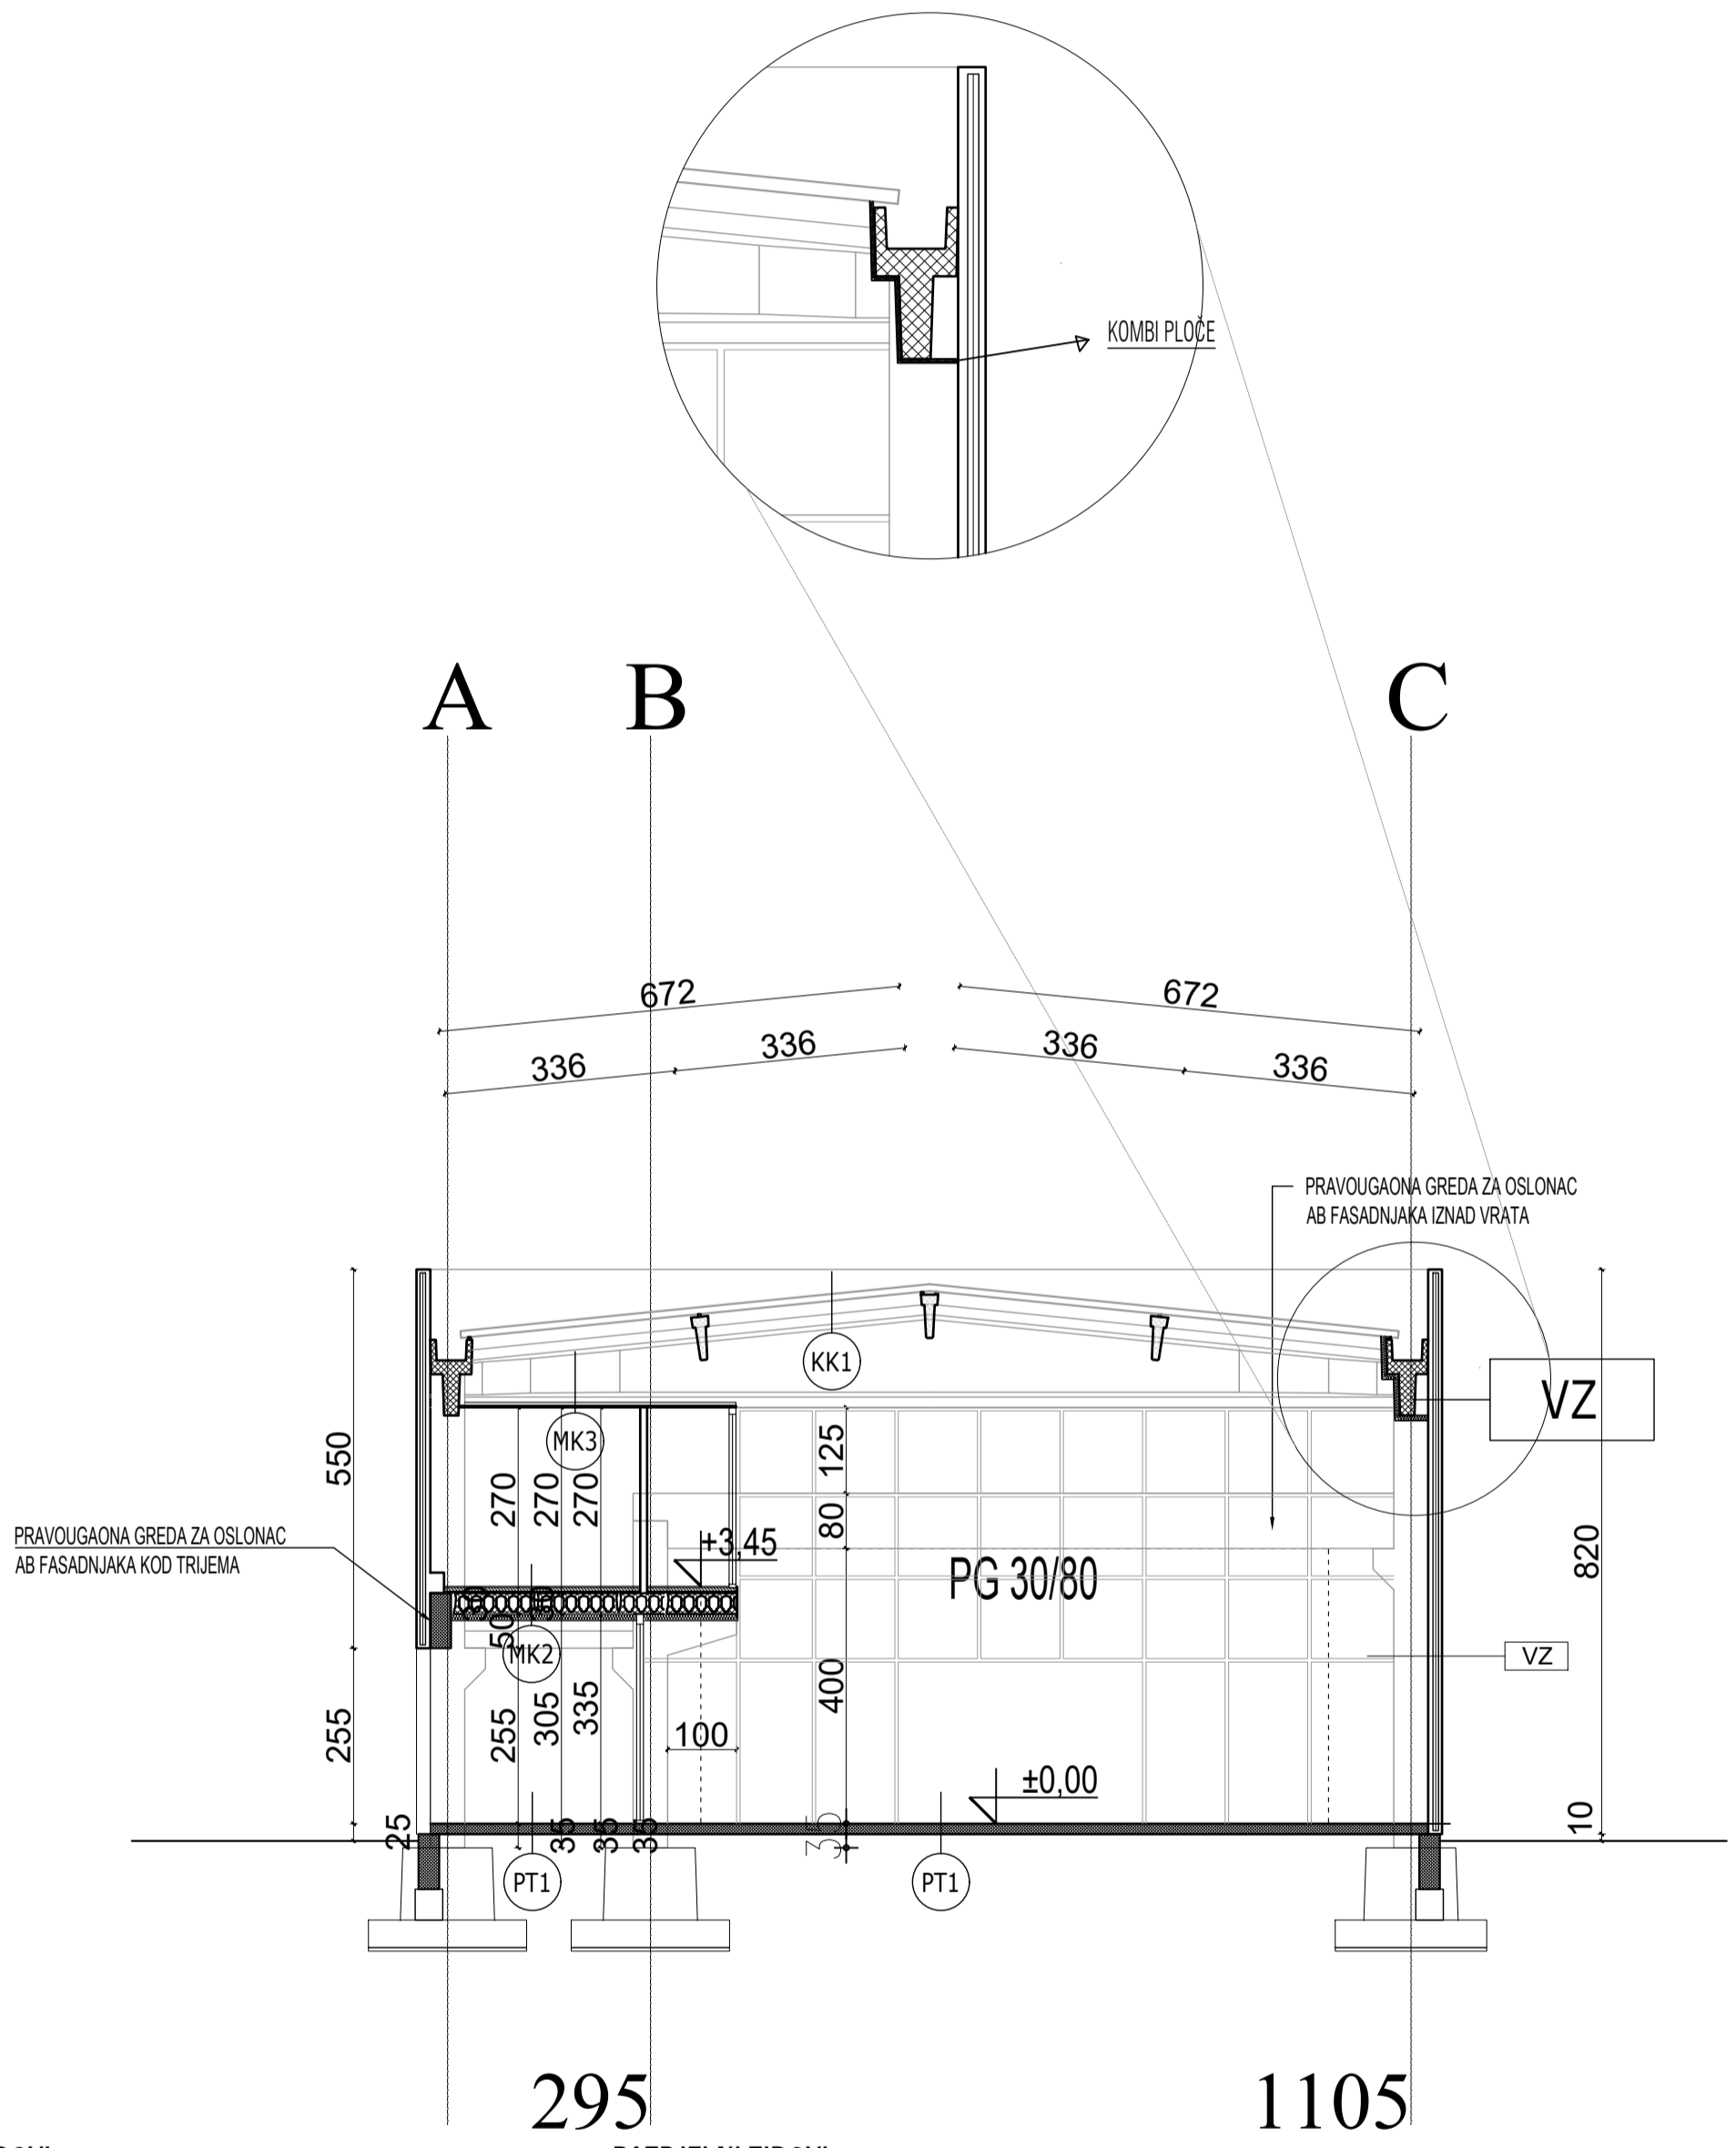 KOMBI PLOČE
A
B
C
672
672
336
336
336
336
PRAVOUGAONA GREDA ZA OSLONAC
AB FASADNJAKA IZNAD VRATA
KK1
VZ
MK3
550
125
270
270
270
80
820
PRAVOUGAONA GREDA ZA OSLONAC
AB FASADNJAKA KOD TRIJEMA
+3,45
PG 30/80
50
MK2
VZ
400
335
305
255
255
100
±0,00
10
25
35
35
35
35
PT1
PT1
295
1105